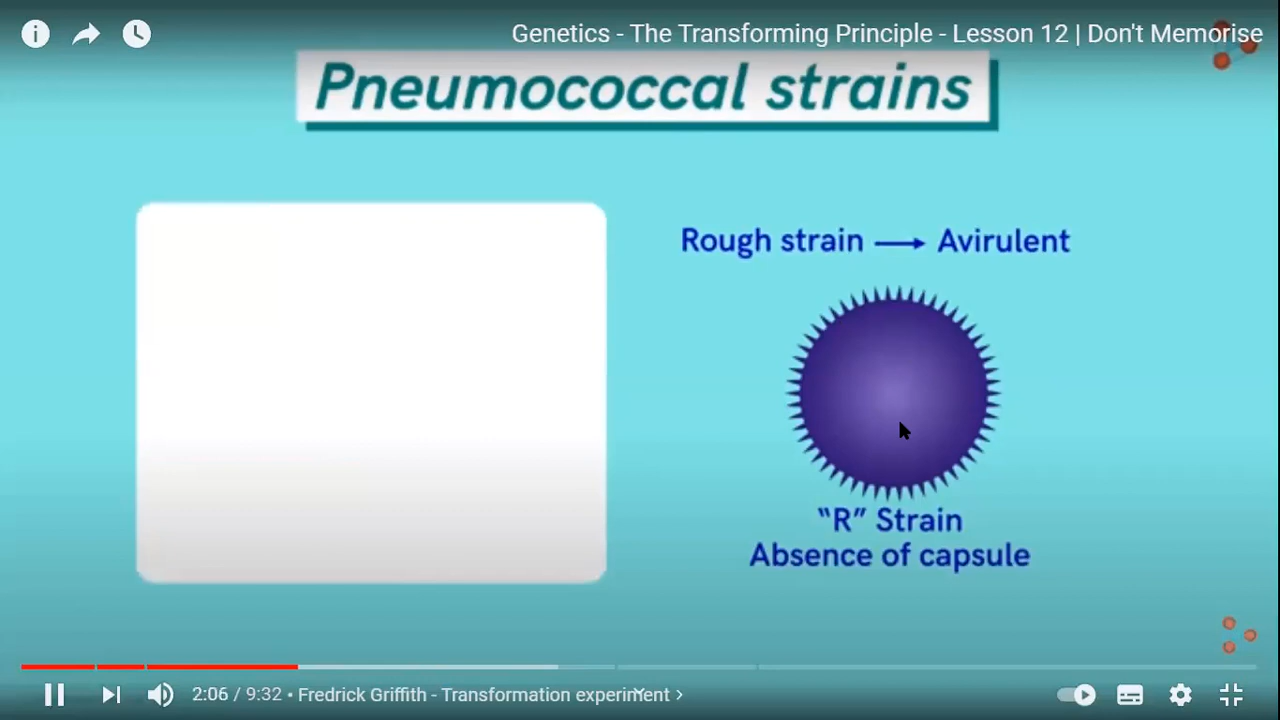 Genetics - The Transforming Principle - Lesson 12 | Don't Memorise
Pneumococcal strains
Rough strain → Avirulent
“R” Strain
Absence of capsule
2:06 / 9:32 • Fredrick Griffith - Transformation experiment >